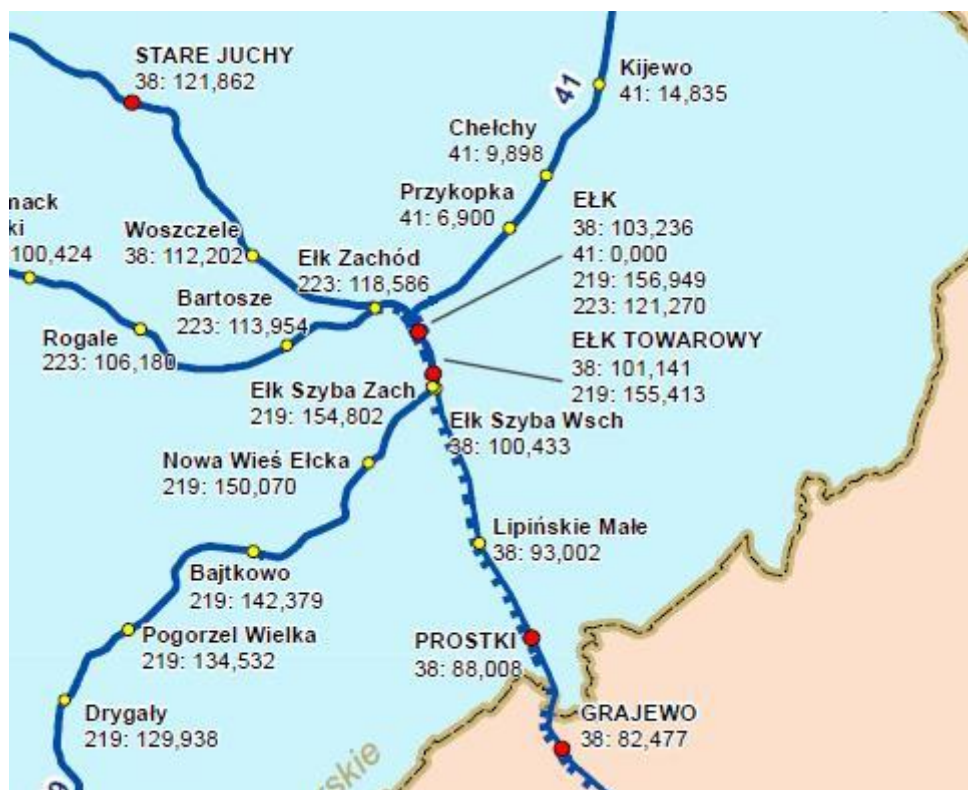 STARE JUCHY
38: 121,862
Kijewo
41: 14,835
41
Chełchy
41: 9,898
Przykopka
41: 6,900
EŁK
38: 103,236
41: 0,000
219: 156,949
223: 121,270
mack
ki
100,424
Woszczele
38: 112,202
Ełk Zachód
223: 118,586
Bartosze
223: 113,954
Rogale
223: 106,180
EŁK TOWAROWY
38: 101,141
219: 155,413
Ełk Szyba Zach
219: 154,802
Ełk Szyba Wsch
38: 100,433
Nowa Wieś Ełcka
219: 150,070
Lipińskie Małe
38: 93,002
Bajtkowo
219: 142,379
Pogorzel Wielka
219: 134,532
PROSTKI
38: 88,008
Drygały
219: 129,938
GRAJEWO
38: 82,477
rskie
9